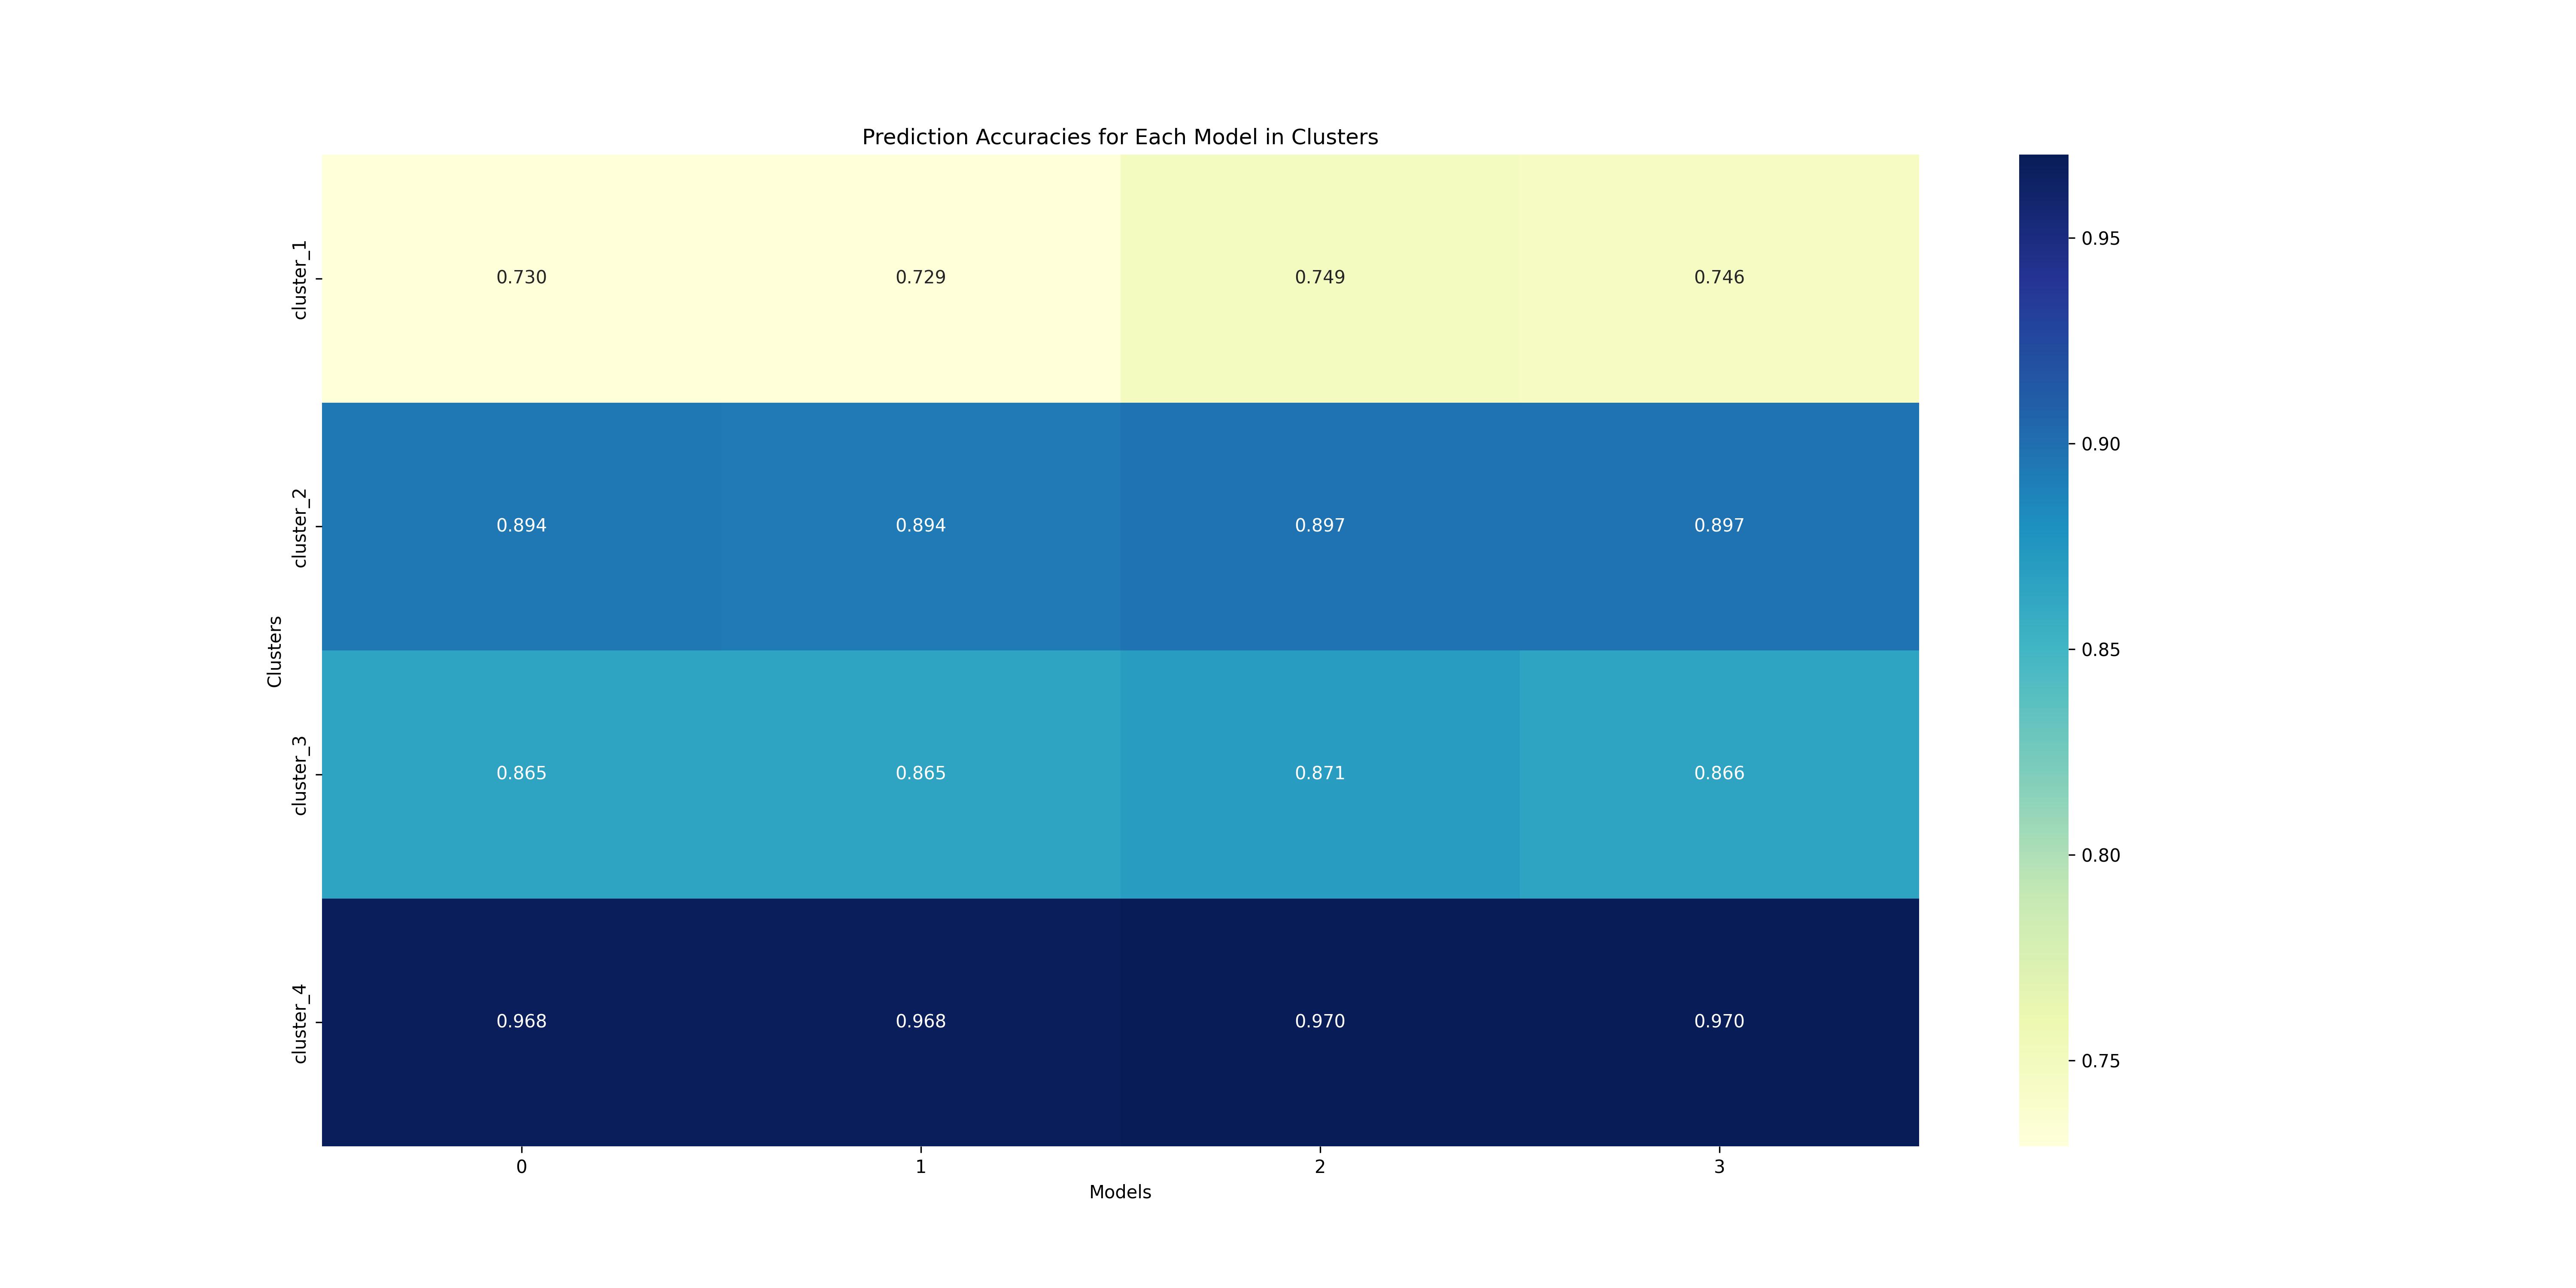 Prediction Accuracies for Each Model in Clusters
cluster_1
0.730 0.729 0.749 0.746
cluster_2
0.894 0.894 0.897 0.897
Clusters
cluster_3
0.865 0.865 0.871 0.866
cluster_4
0.968 0.968 0.970 0.970
0 1 2 3
Models
0.95
0.90
0.85
0.80
0.75